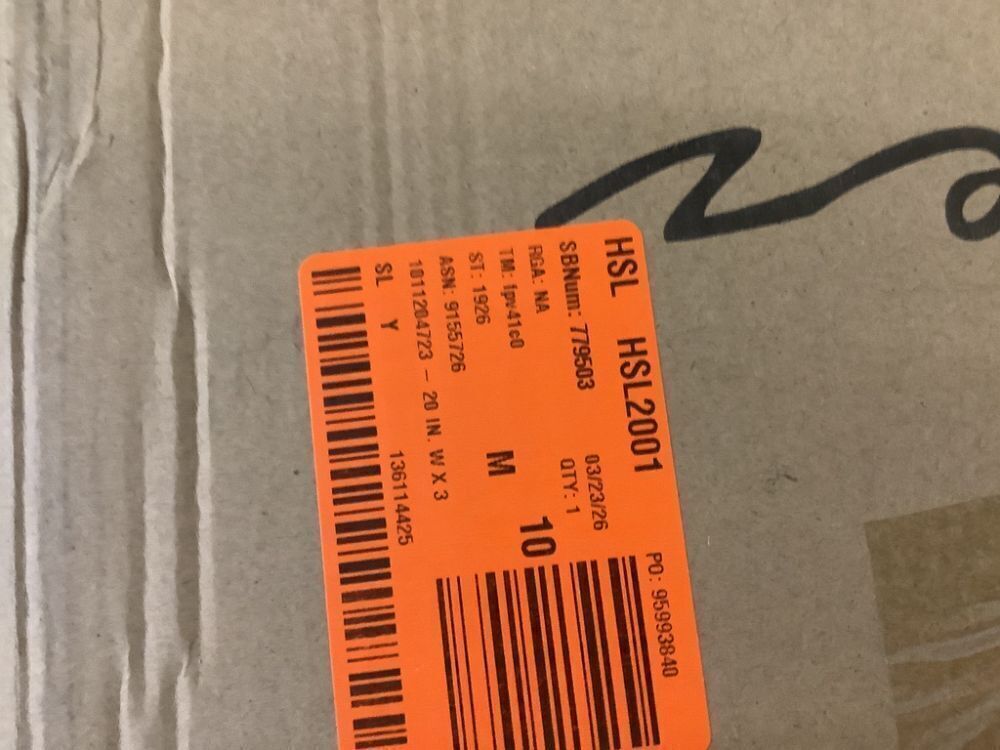 HSL HSL2001
PO: 95993840
SBNum: 779503 03/23/26
RGA: NA QTY: 1
TM: fpv41c0 10
ST: 1926 M
ASN: 9155726
1011204723 - 20 IN. W X 3
SL Y 136114425